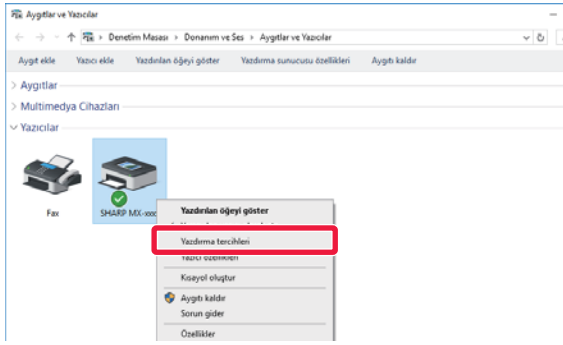 Aygıtlar ve Yazıcılar
Denetim Masası > Donanım ve Ses > Aygıtlar ve Yazıcılar
Aygıt ekle Yazıcı ekle Yazdırılan öğeyi göster Yazdırma sunucusu özellikleri Aygıtı kaldır
Aygıtlar
Multimedya Cihazları
Yazıcılar
Fax
SHARP MX-xxxx
Yazdırılan öğeyi göster
Yazdırma tercihleri
Yazıcı özellikleri
Kısayol oluştur
Aygıtı kaldır
Sorun gider
Özellikler